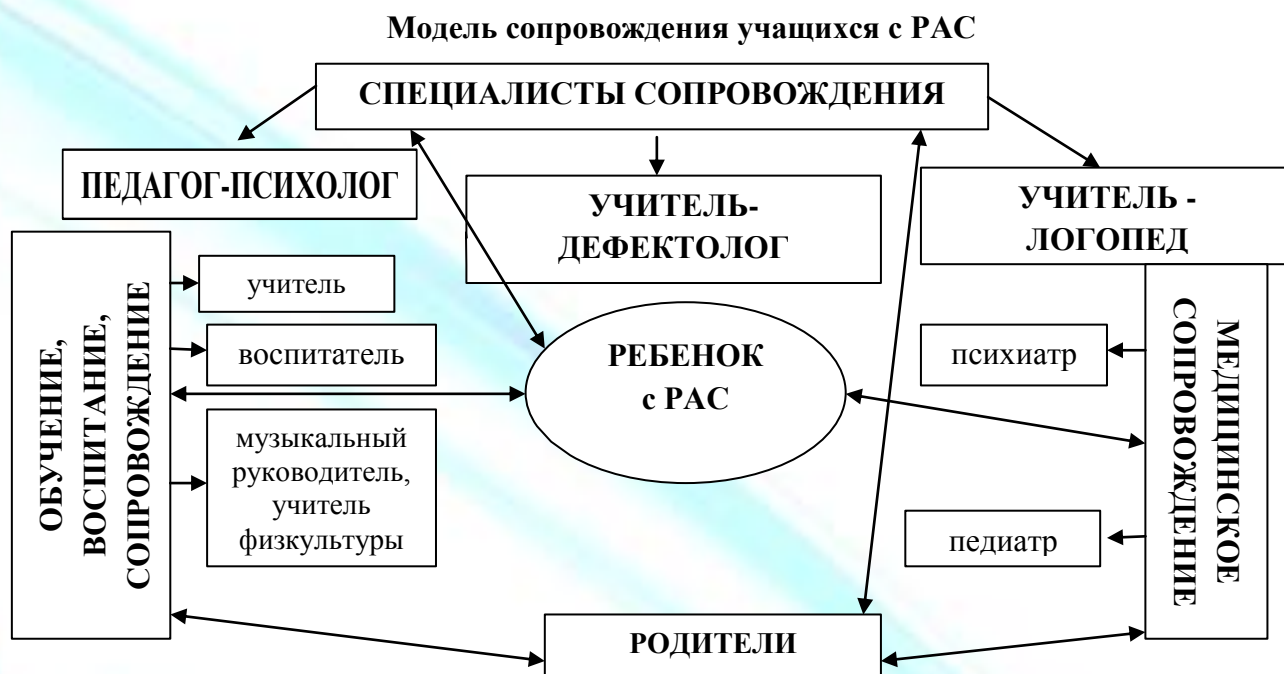 Модель сопровождения учащихся с РАС
СПЕЦИАЛИСТЫ СОПРОВОЖДЕНИЯ
ПЕДАГОГ-ПСИХОЛОГ
УЧИТЕЛЬ-
ДЕФЕКТОЛОГ
УЧИТЕЛЬ -
ЛОГОПЕД
ОБУЧЕНИЕ,
ВОСПИТАНИЕ,
СОПРОВОЖДЕНИЕ
учитель
воспитатель
музыкальный
руководитель,
учитель
физкультуры
РЕБЕНОК
с РАС
психиатр
педиатр
МЕДИЦИНСКОЕ
СОПРОВОЖДЕНИЕ
РОДИТЕЛИ